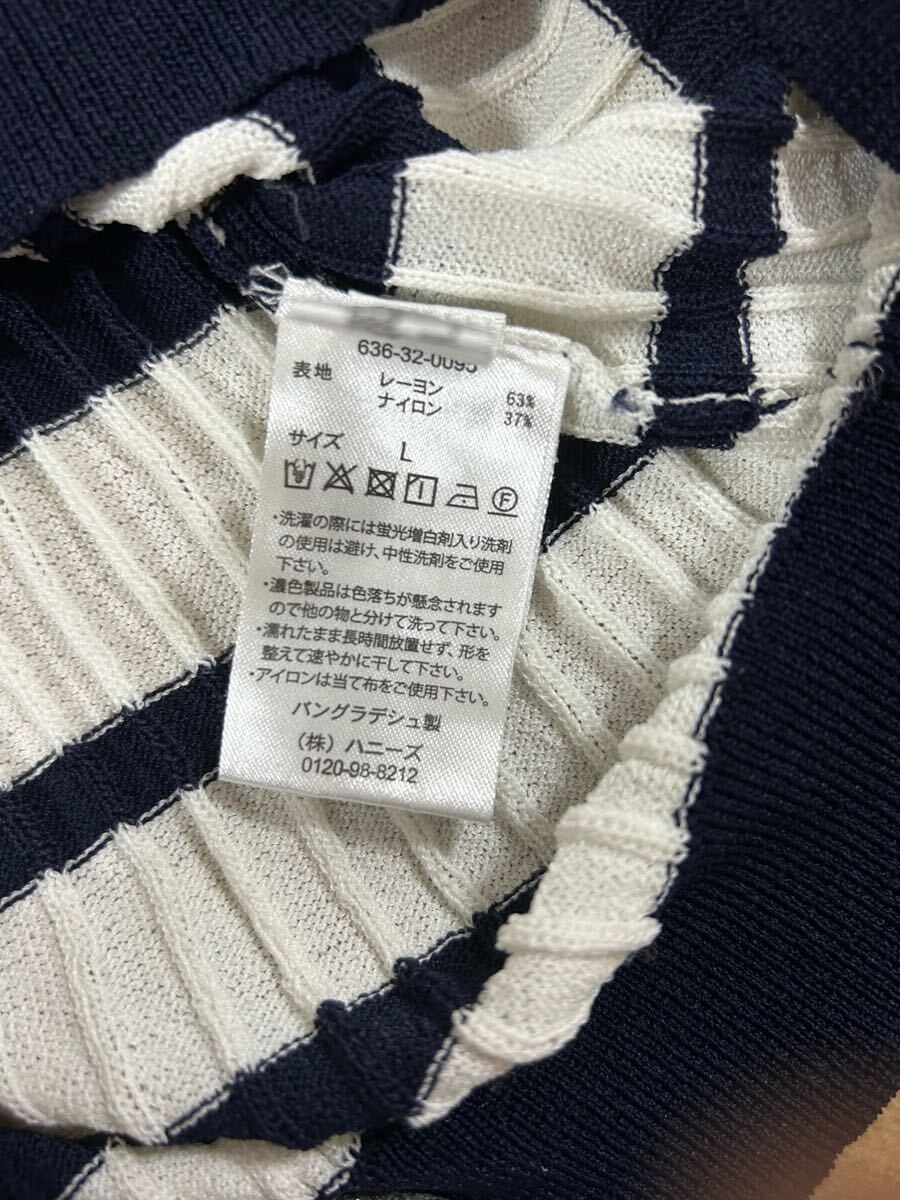 636-32-0095
表地 レーヨン 63%
ナイロン 37%
サイズ L
F
・洗濯の際には蛍光増白剤入り洗剤
の使用は避け、中性洗剤をご使用
下さい。
・濃色製品は色落ちが懸念されます
ので他の物と分けて洗って下さい。
・濡れたまま長時間放置せず、形を
整えて速やかに干して下さい。
・アイロンは当て布をご使用下さい。
バングラデシュ製
（株）ハニーズ
0120-98-8212